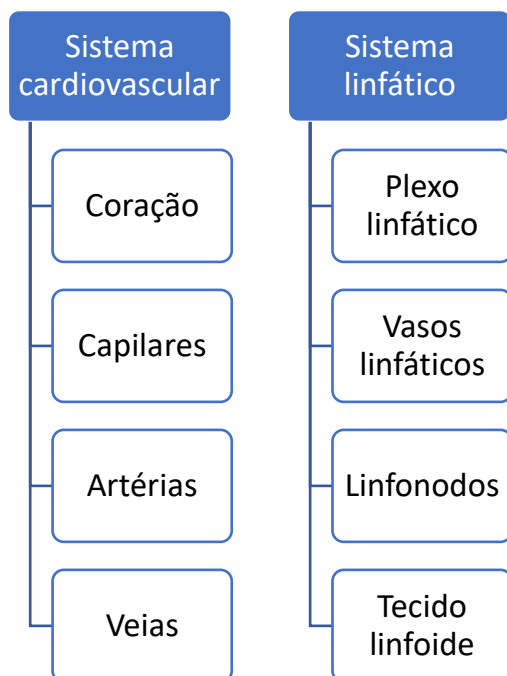 Sistema
cardiovascular
Coração
Capilares
Artérias
Veias
Sistema
linfático
Plexo
linfático
Vasos
linfáticos
Linfonodos
Tecido
linfoide